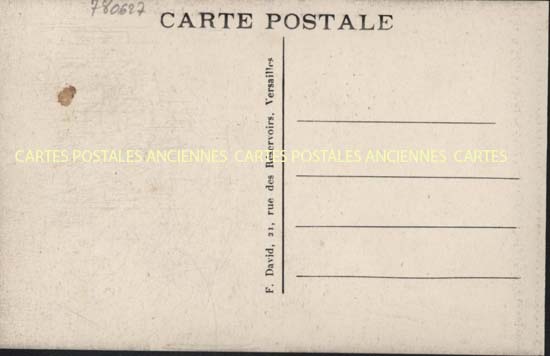 780627
CARTE POSTALE
F. David, 21, rue des Réservoirs, Versailles
CARTES POSTALES ANCIENNES CARTES POSTALES ANCIENNES CARTES